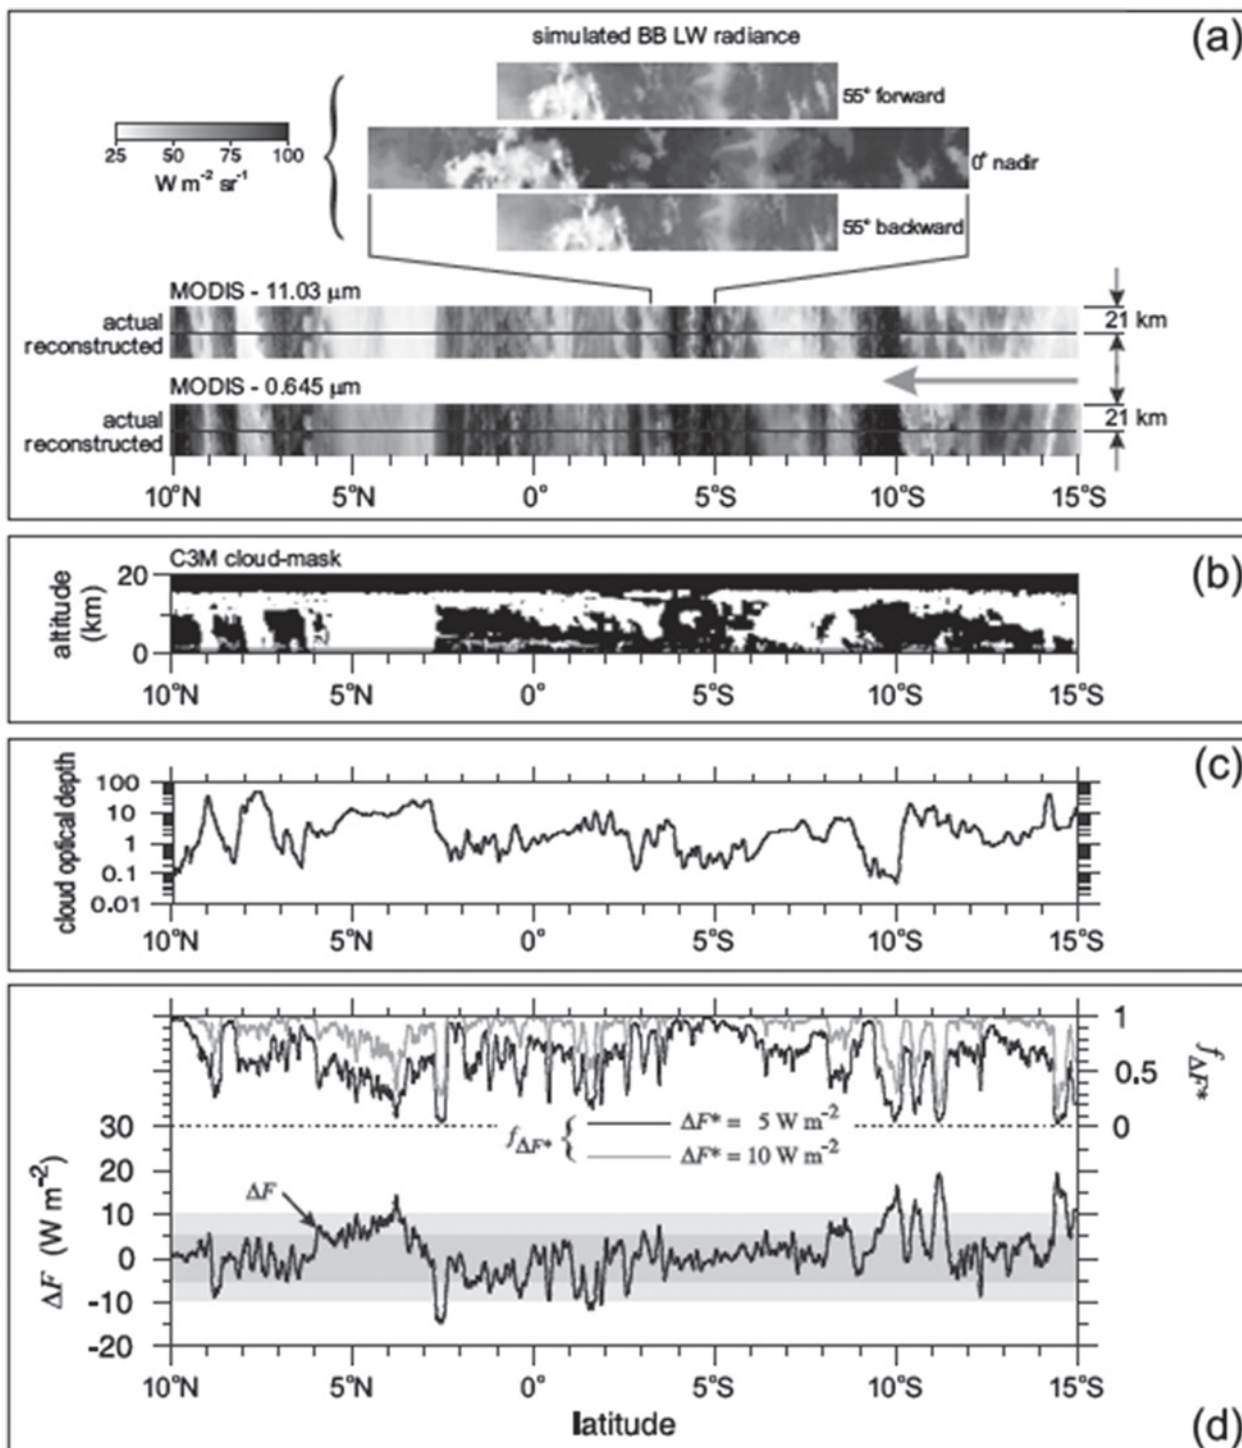 (a)
simulated BB LW radiance
55° forward
25 50 75 100
W m-2 sr-1
0° nadir
55° backward
MODIS - 11.03 μm
actual
reconstructed
21 km
MODIS - 0.645 μm
actual
reconstructed
21 km
10°N 5°N 0° 5°S 10°S 15°S
(b)
C3M cloud-mask
altitude
(km)
20
0
10°N 5°N 0° 5°S 10°S 15°S
(c)
cloud optical depth
100
10
1
0.1
0.01
10°N 5°N 0° 5°S 10°S 15°S
1
0.5
0
fΔF*
fΔF* { ΔF* = 5 W m-2
ΔF* = 10 W m-2
ΔF
ΔF (W m-2)
30
20
10
0
-10
-20
10°N 5°N 0° 5°S 10°S 15°S
latitude
(d)